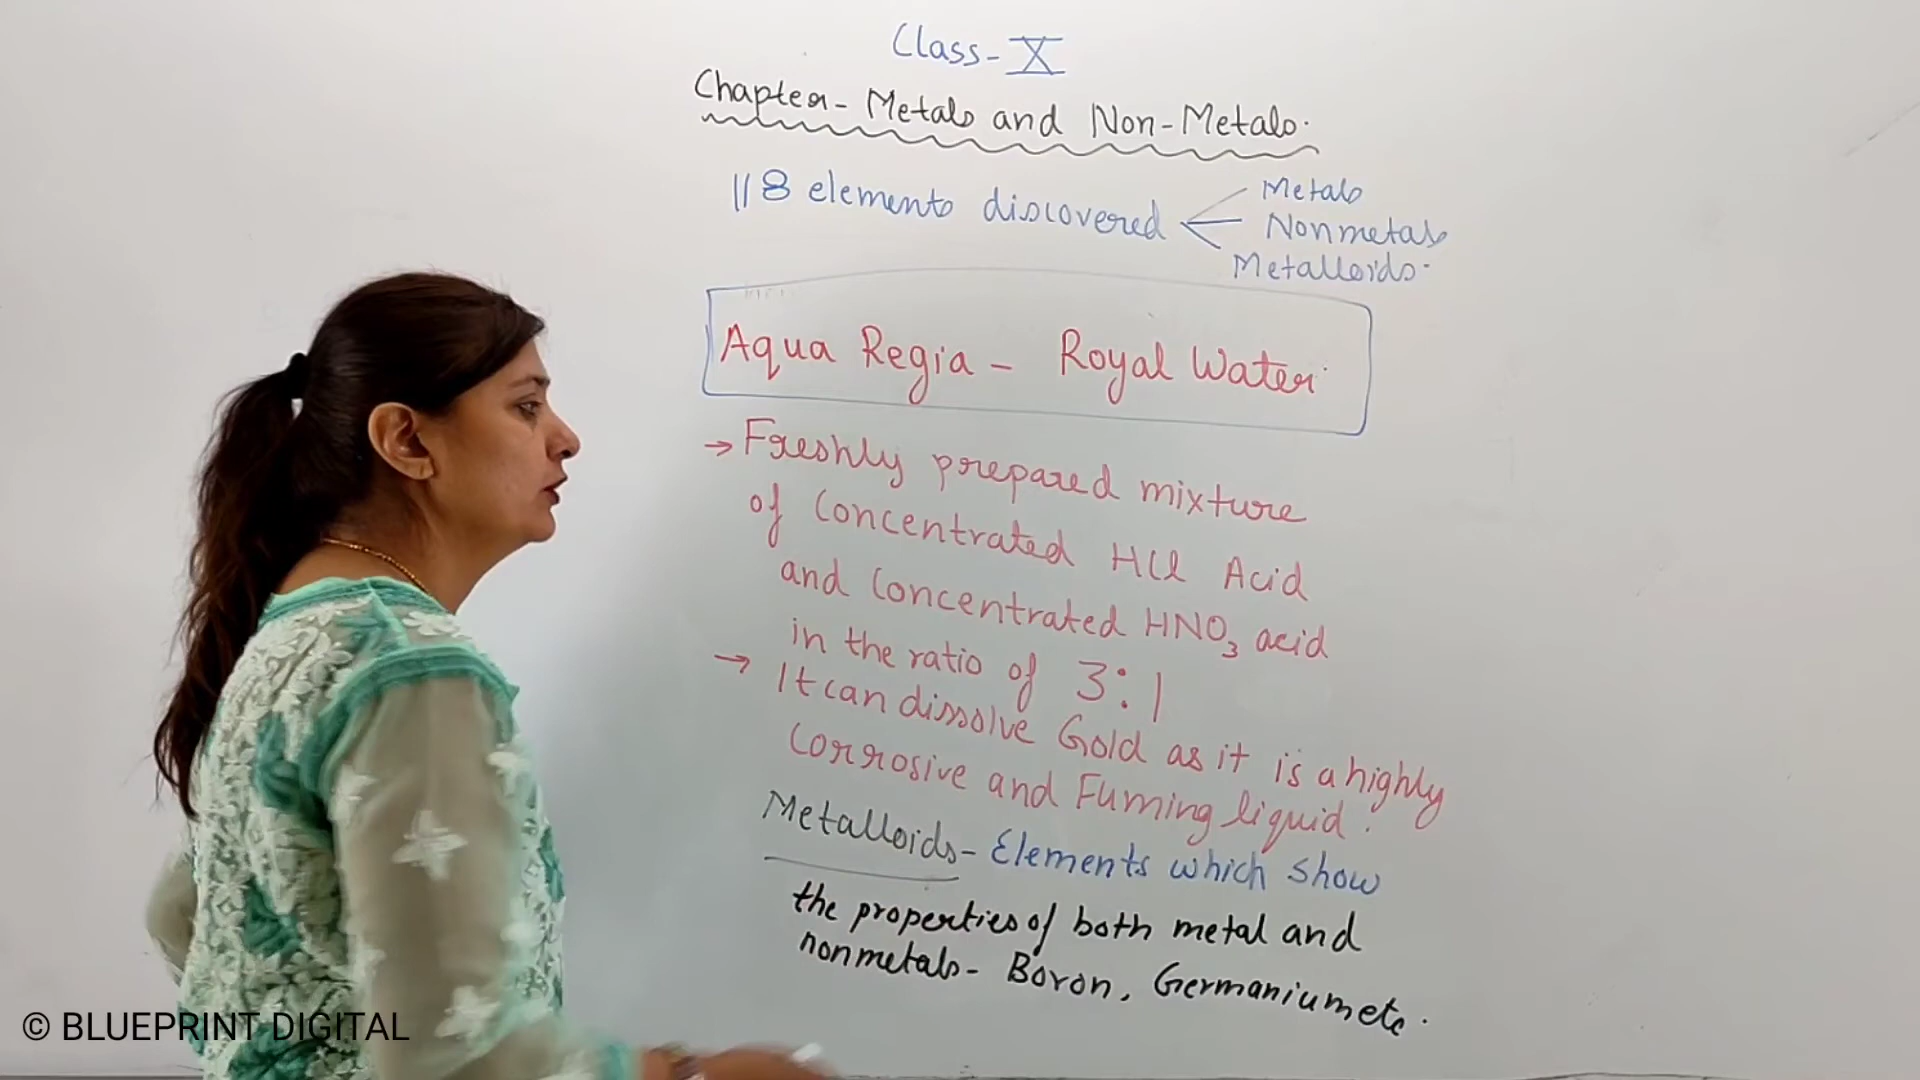 Class-X
Chapter- Metals and Non-Metals.
118 elements discovered
Metals
Nonmetals
Metalloids.
Aqua Regia - Royal Water
→ Freshly prepared mixture
of Concentrated HCl Acid
and Concentrated HNO₃ acid
in the ratio of 3:1
→ It can dissolve Gold as it is a highly
Corrosive and Fuming liquid.
Metalloids- Elements which show
the properties of both metal and
nonmetals- Boron, Germanium etc.
© BLUEPRINT DIGITAL